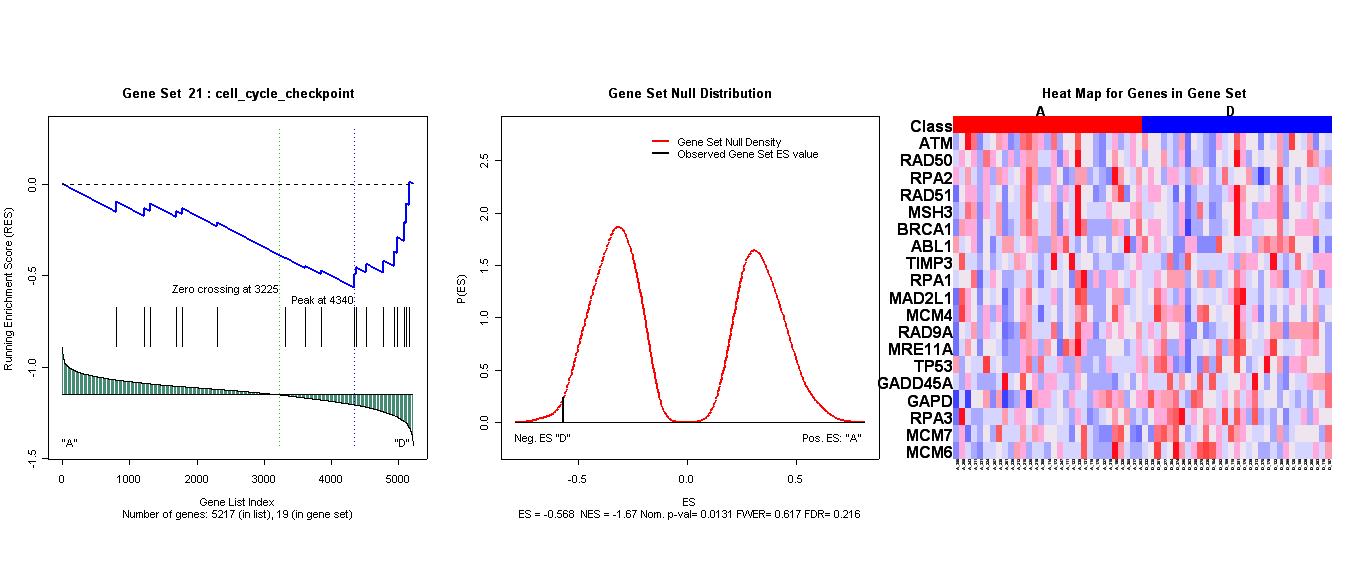 Gene Set 21 : cell_cycle_checkpoint
Running Enrichment Score (RES)
0.0
-0.5
-1.0
-1.5
Zero crossing at 3225
Peak at 4340
"A"
"D"
0
1000
2000
3000
4000
5000
Gene List Index
Number of genes: 5217 (in list), 19 (in gene set)
Gene Set Null Distribution
Gene Set Null Density
Observed Gene Set ES value
P(ES)
2.5
2.0
1.5
1.0
0.5
0.0
Neg. ES "D"
Pos. ES: "A"
-0.5
0.0
0.5
ES
ES = -0.568 NES = -1.67 Nom. p-val= 0.0131 FWER= 0.617 FDR= 0.216
Heat Map for Genes in Gene Set
A
D
Class
ATM
RAD50
RPA2
RAD51
MSH3
BRCA1
ABL1
TIMP3
RPA1
MAD2L1
MCM4
RAD9A
MRE11A
TP53
GADD45A
GAPD
RPA3
MCM7
MCM6